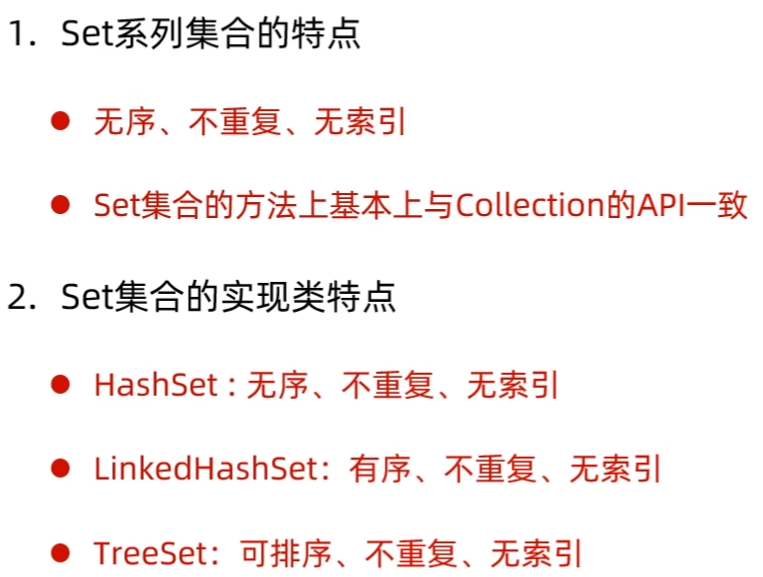 1. Set系列集合的特点
● 无序、不重复、无索引
● Set集合的方法上基本上与Collection的API一致
2. Set集合的实现类特点
● HashSet : 无序、不重复、无索引
● LinkedHashSet：有序、不重复、无索引
● TreeSet：可排序、不重复、无索引